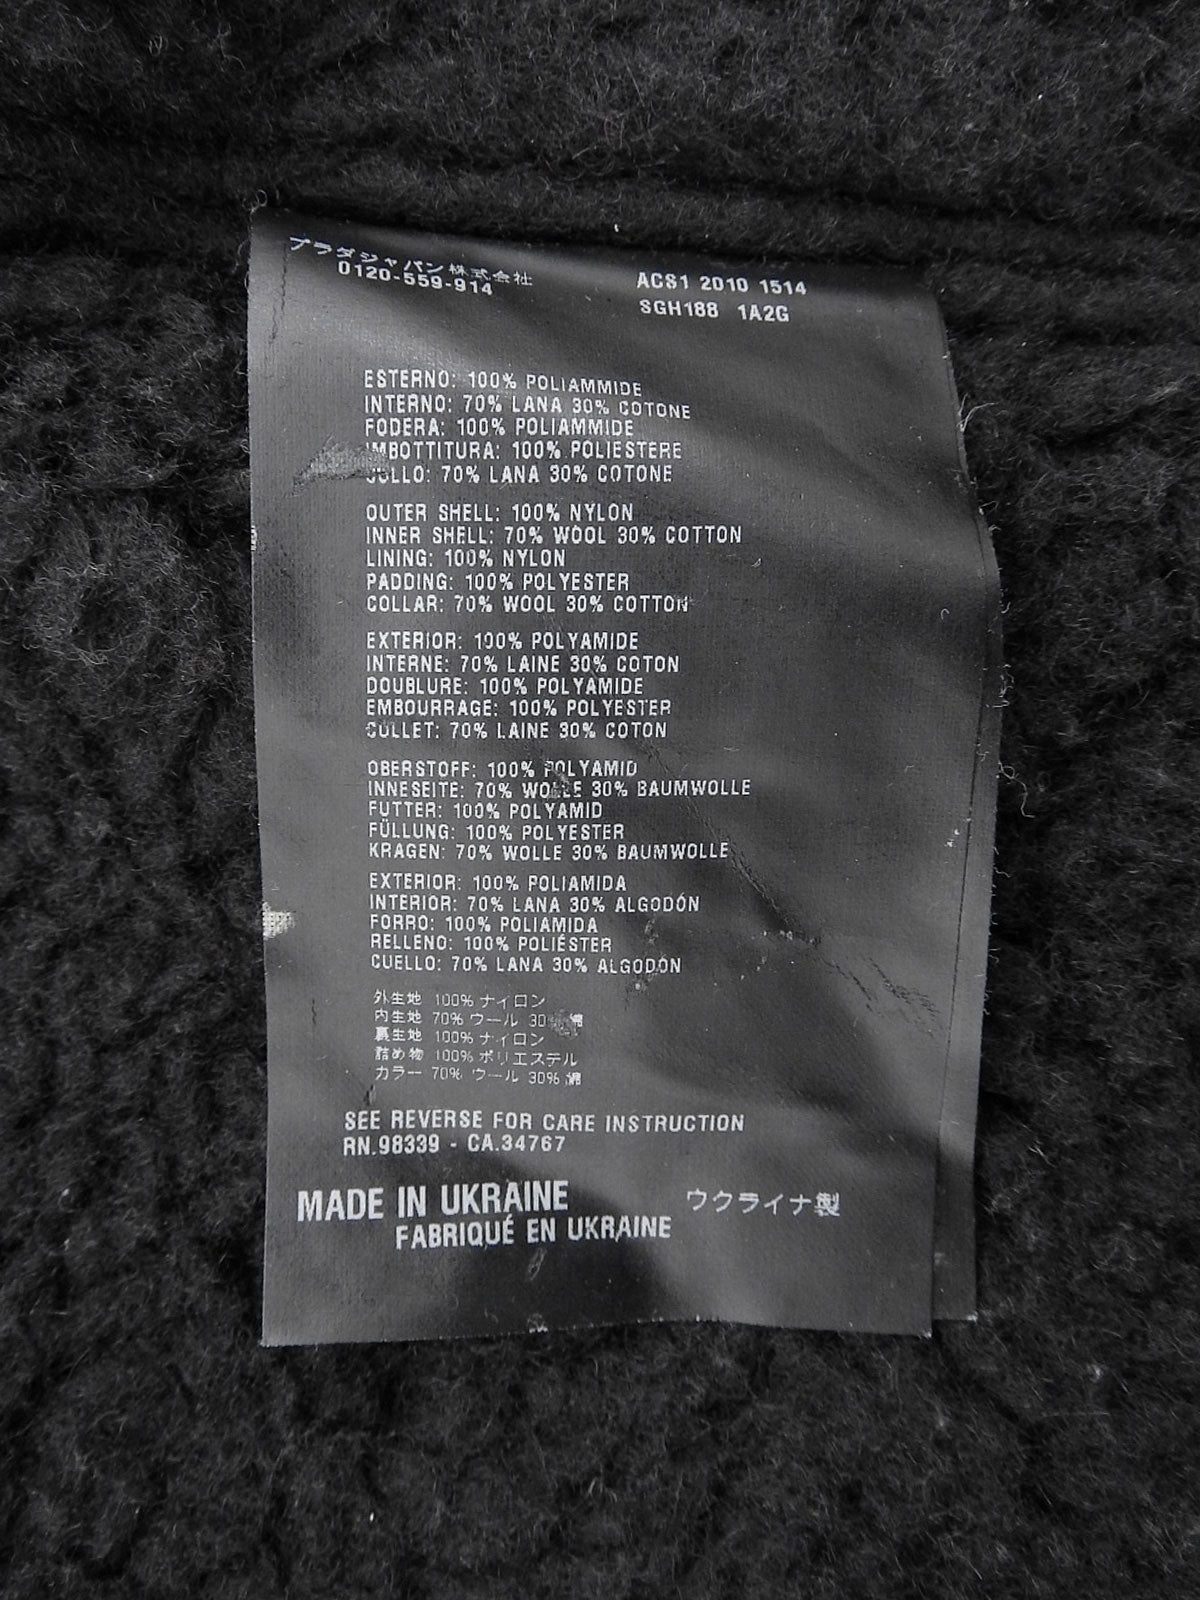 プラダジャパン株式会社
0120-559-914
ACS1 2010 1514
SGH188 1A2G
ESTERNO: 100% POLIAMMIDE
INTERNO: 70% LANA 30% COTONE
FODERA: 100% POLIAMMIDE
IMBOTTITURA: 100% POLIESTERE
COLLO: 70% LANA 30% COTONE
OUTER SHELL: 100% NYLON
INNER SHELL: 70% WOOL 30% COTTON
LINING: 100% NYLON
PADDING: 100% POLYESTER
COLLAR: 70% WOOL 30% COTTON
EXTERIOR: 100% POLYAMIDE
INTERNE: 70% LAINE 30% COTON
DOUBLURE: 100% POLYAMIDE
EMBOURRAGE: 100% POLYESTER
COLLET: 70% LAINE 30% COTON
OBERSTOFF: 100% POLYAMID
INNESEITE: 70% WOLLE 30% BAUMWOLLE
FUTTER: 100% POLYAMID
FÜLLUNG: 100% POLYESTER
KRAGEN: 70% WOLLE 30% BAUMWOLLE
EXTERIOR: 100% POLIAMIDA
INTERIOR: 70% LANA 30% ALGODÓN
FORRO: 100% POLIAMIDA
RELLENO: 100% POLIÉSTER
CUELLO: 70% LANA 30% ALGODÓN
外生地 100% ナイロン
内生地 70% ウール 30% 綿
裏生地 100% ナイロン
詰め物 100% ポリエステル
カラー 70% ウール 30% 綿
SEE REVERSE FOR CARE INSTRUCTION
RN.98339 - CA.34767
MADE IN UKRAINE
FABRIQUÉ EN UKRAINE
ウクライナ製